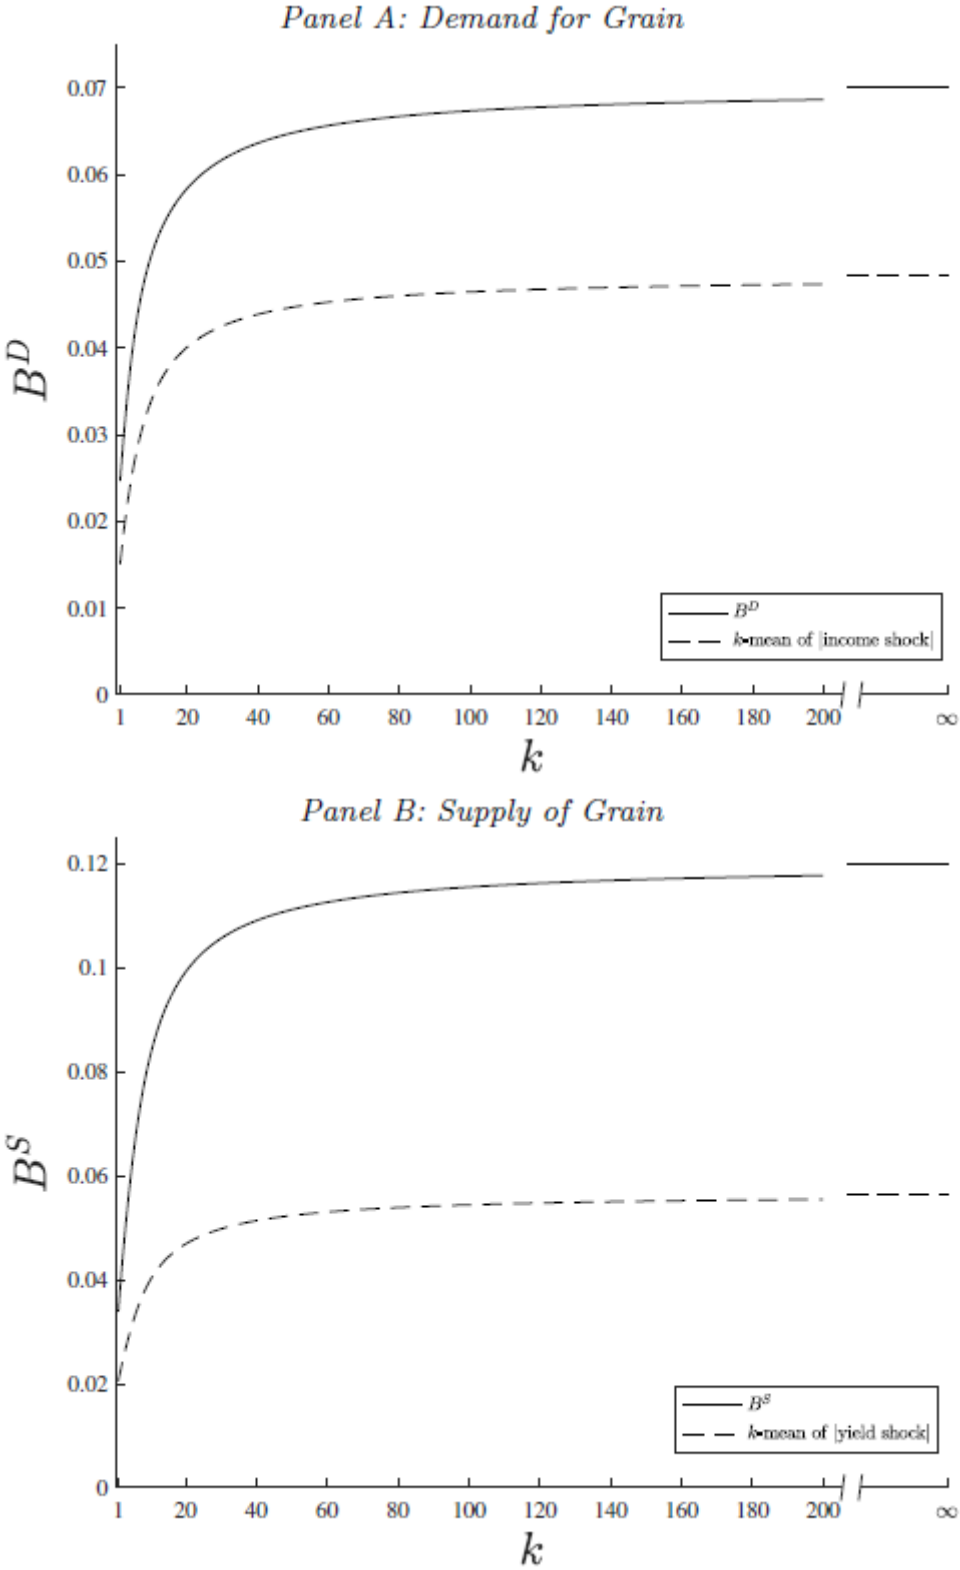 Panel A: Demand for Grain
0.07
0.06
0.05
0.04
0.03
0.02
0.01
0
B^D
B^D
k-mean of |income shock|
1 20 40 60 80 100 120 140 160 180 200 ∞
k
Panel B: Supply of Grain
0.12
0.1
0.08
0.06
0.04
0.02
0
B^S
B^S
k-mean of |yield shock|
1 20 40 60 80 100 120 140 160 180 200 ∞
k